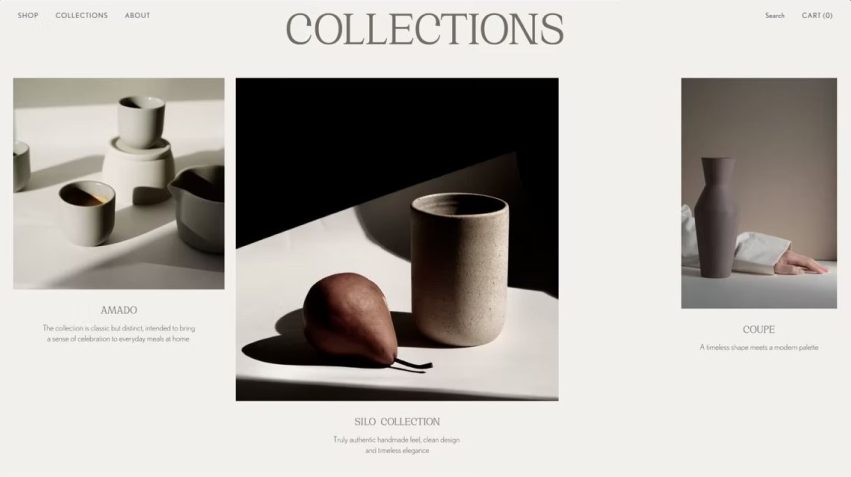 SHOP
COLLECTIONS
ABOUT
COLLECTIONS
Search
CART (0)
AMADO
The collection is classic but distinct, intended to bring
a sense of celebration to everyday meals at home
SILO COLLECTION
Truly authentic handmade feel, clean design
and timeless elegance
COUPE
A timeless shape meets a modern palette